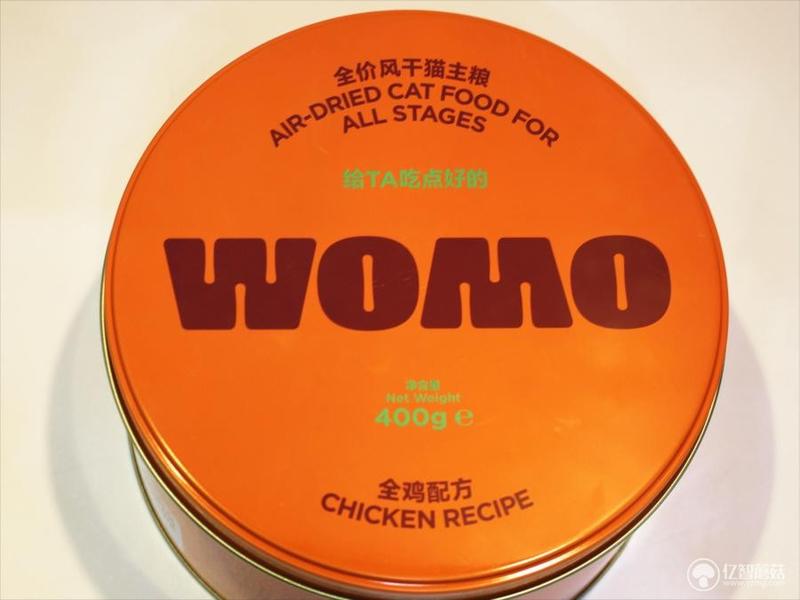 全价风干猫主粮
AIR-DRIED CAT FOOD FOR
ALL STAGES
给TA吃点好的
WOMO
净含量
Net Weight
400g ℮
全鸡配方
CHICKEN RECIPE
亿智蘑菇